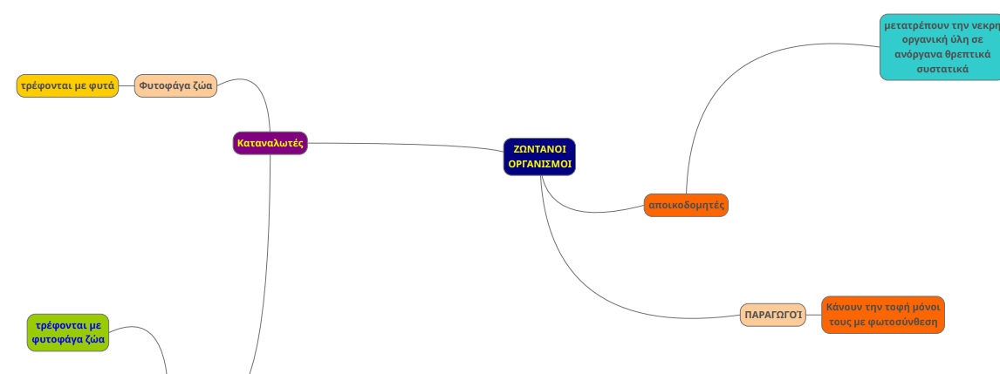 μετατρέπουν την νεκρη
οργανική ύλη σε
ανόργανα θρεπτικά
συστατικά
τρέφονται με φυτά
Φυτοφάγα ζώα
Καταναλωτές
ΖΩΝΤΑΝΟΙ
ΟΡΓΑΝΙΣΜΟΙ
αποικοδομητές
ΠΑΡΑΓΩΓΟΊ
Κάνουν την τοφή μόνοι
τους με φωτοσύνθεση
τρέφονται με
φυτοφάγα ζώα